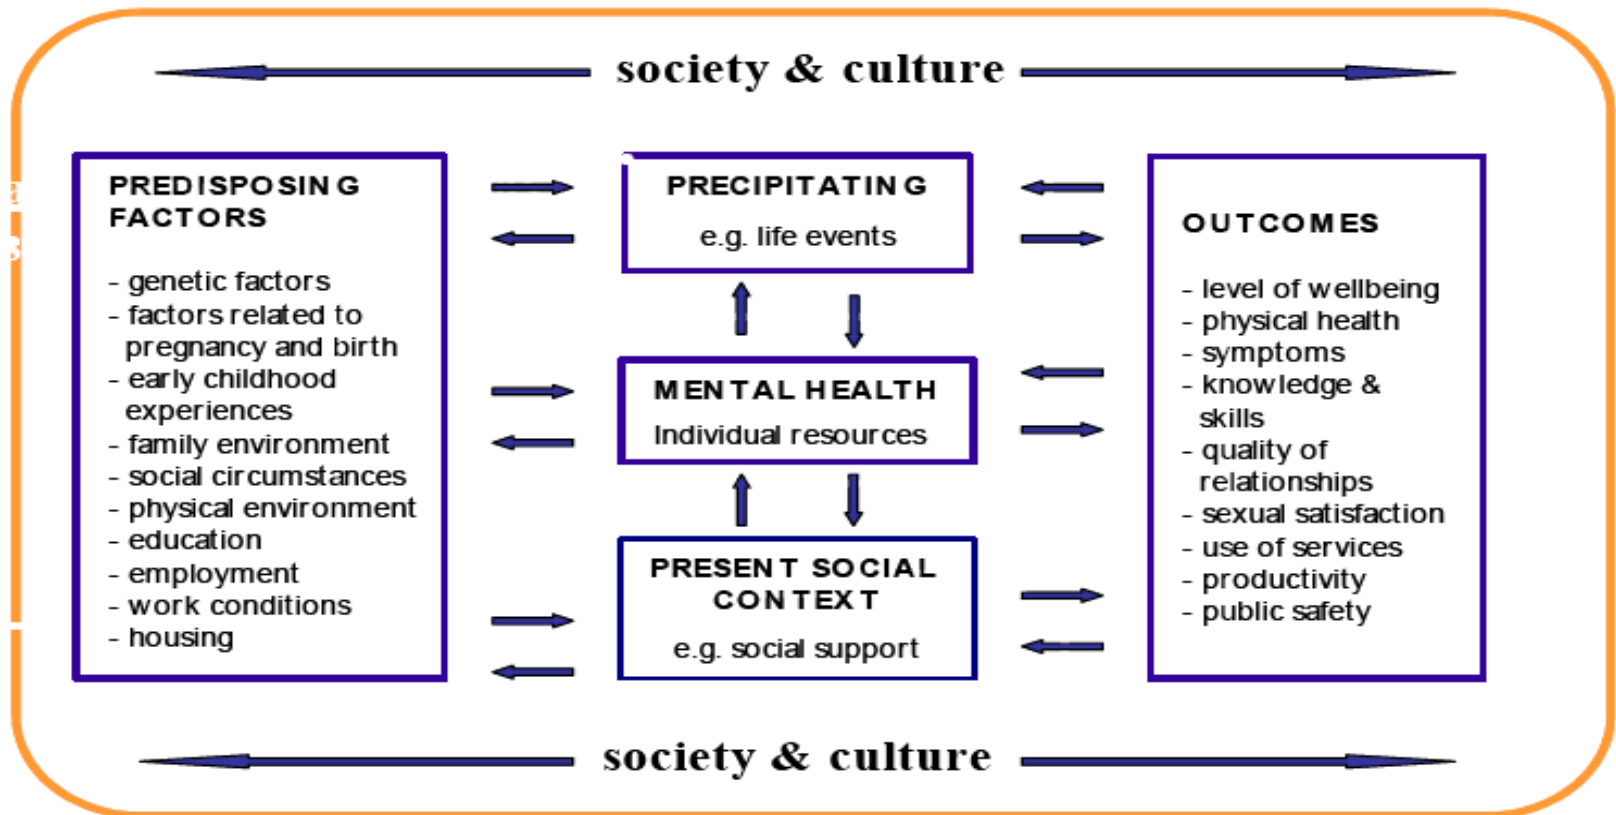 society & culture
PREDISPOSING
FACTORS
- genetic factors
- factors related to
pregnancy and birth
- early childhood
experiences
- family environment
- social circumstances
- physical environment
- education
- employment
- work conditions
- housing
PRECIPITATING
e.g. life events
MENTAL HEALTH
Individual resources
PRESENT SOCIAL
CONTEXT
e.g. social support
OUTCOMES
- level of wellbeing
- physical health
- symptoms
- knowledge &
skills
- quality of
relationships
- sexual satisfaction
- use of services
- productivity
- public safety
society & culture